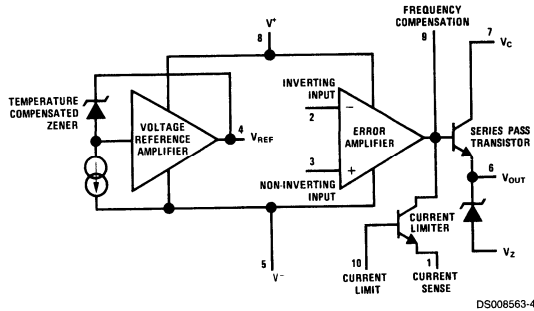 FREQUENCY
COMPENSATION
V+
8
9
7
VC
INVERTING
INPUT
2
−
TEMPERATURE
COMPENSATED
ZENER
VOLTAGE
REFERENCE
AMPLIFIER
4
VREF
ERROR
AMPLIFIER
SERIES PASS
TRANSISTOR
3
+
NON-INVERTING
INPUT
6
VOUT
CURRENT
LIMITER
5
V−
10
CURRENT
LIMIT
1
CURRENT
SENSE
VZ
DS008563-4